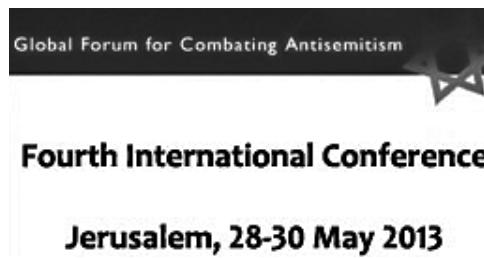 Global Forum for Combating Antisemitism
Fourth International Conference
Jerusalem, 28-30 May 2013